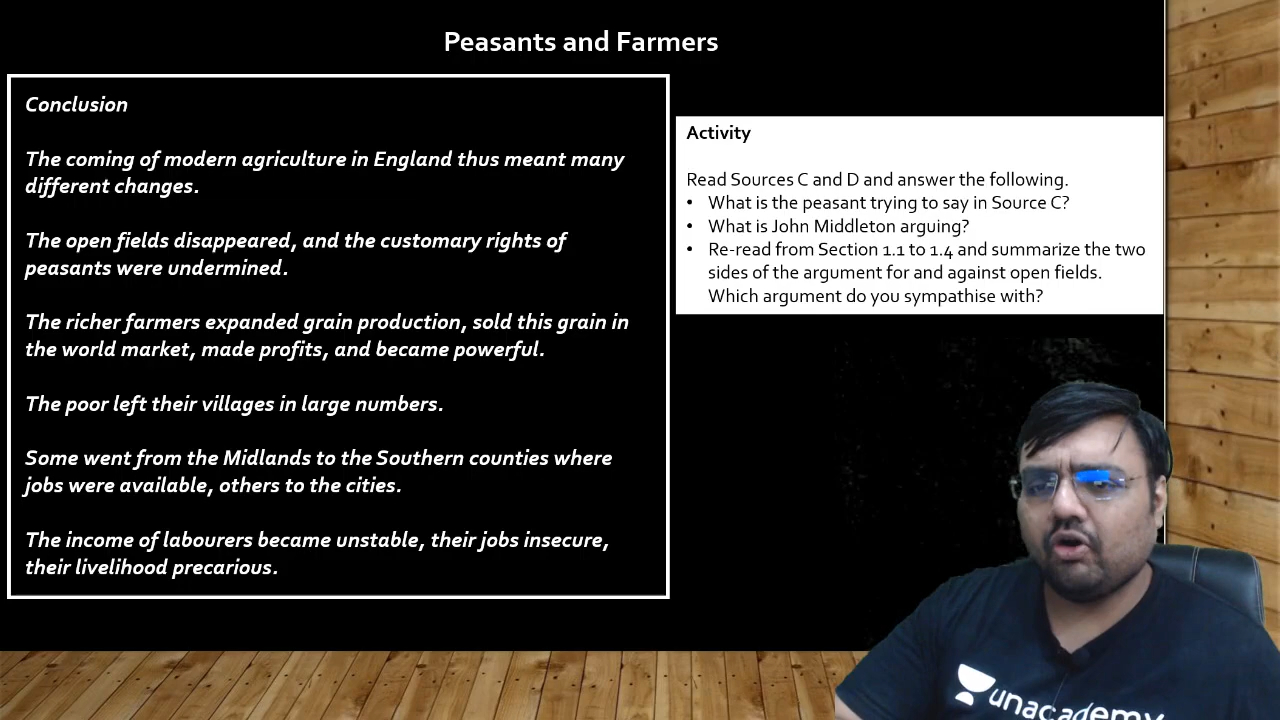 Peasants and Farmers
Conclusion
The coming of modern agriculture in England thus meant many
different changes.
The open fields disappeared, and the customary rights of
peasants were undermined.
The richer farmers expanded grain production, sold this grain in
the world market, made profits, and became powerful.
The poor left their villages in large numbers.
Some went from the Midlands to the Southern counties where
jobs were available, others to the cities.
The income of labourers became unstable, their jobs insecure,
their livelihood precarious.
Activity
Read Sources C and D and answer the following.
• What is the peasant trying to say in Source C?
• What is John Middleton arguing?
• Re-read from Section 1.1 to 1.4 and summarize the two
sides of the argument for and against open fields.
Which argument do you sympathise with?
unacademy